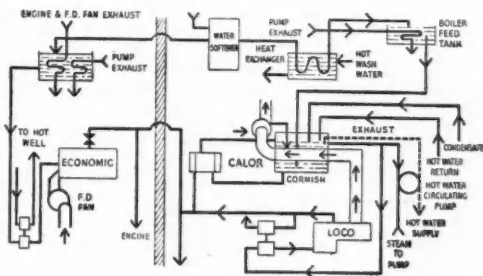 ENGINE & F.D. FAN EXHAUST
PUMP
EXHAUST
WATER
SOFTENER
PUMP
EXHAUST
HEAT
EXCHANGER
HOT
WASH
WATER
BOILER
FEED
TANK
TO HOT
WELL
ECONOMIC
F.D
FAN
ENGINE
CALOR
CORNISH
LOCO
EXHAUST
CONDENSATE
HOT WATER
RETURN
HOT WATER
CIRCULATING
PUMP
HOT WATER
SUPPLY
STEAM
TO
PUMP